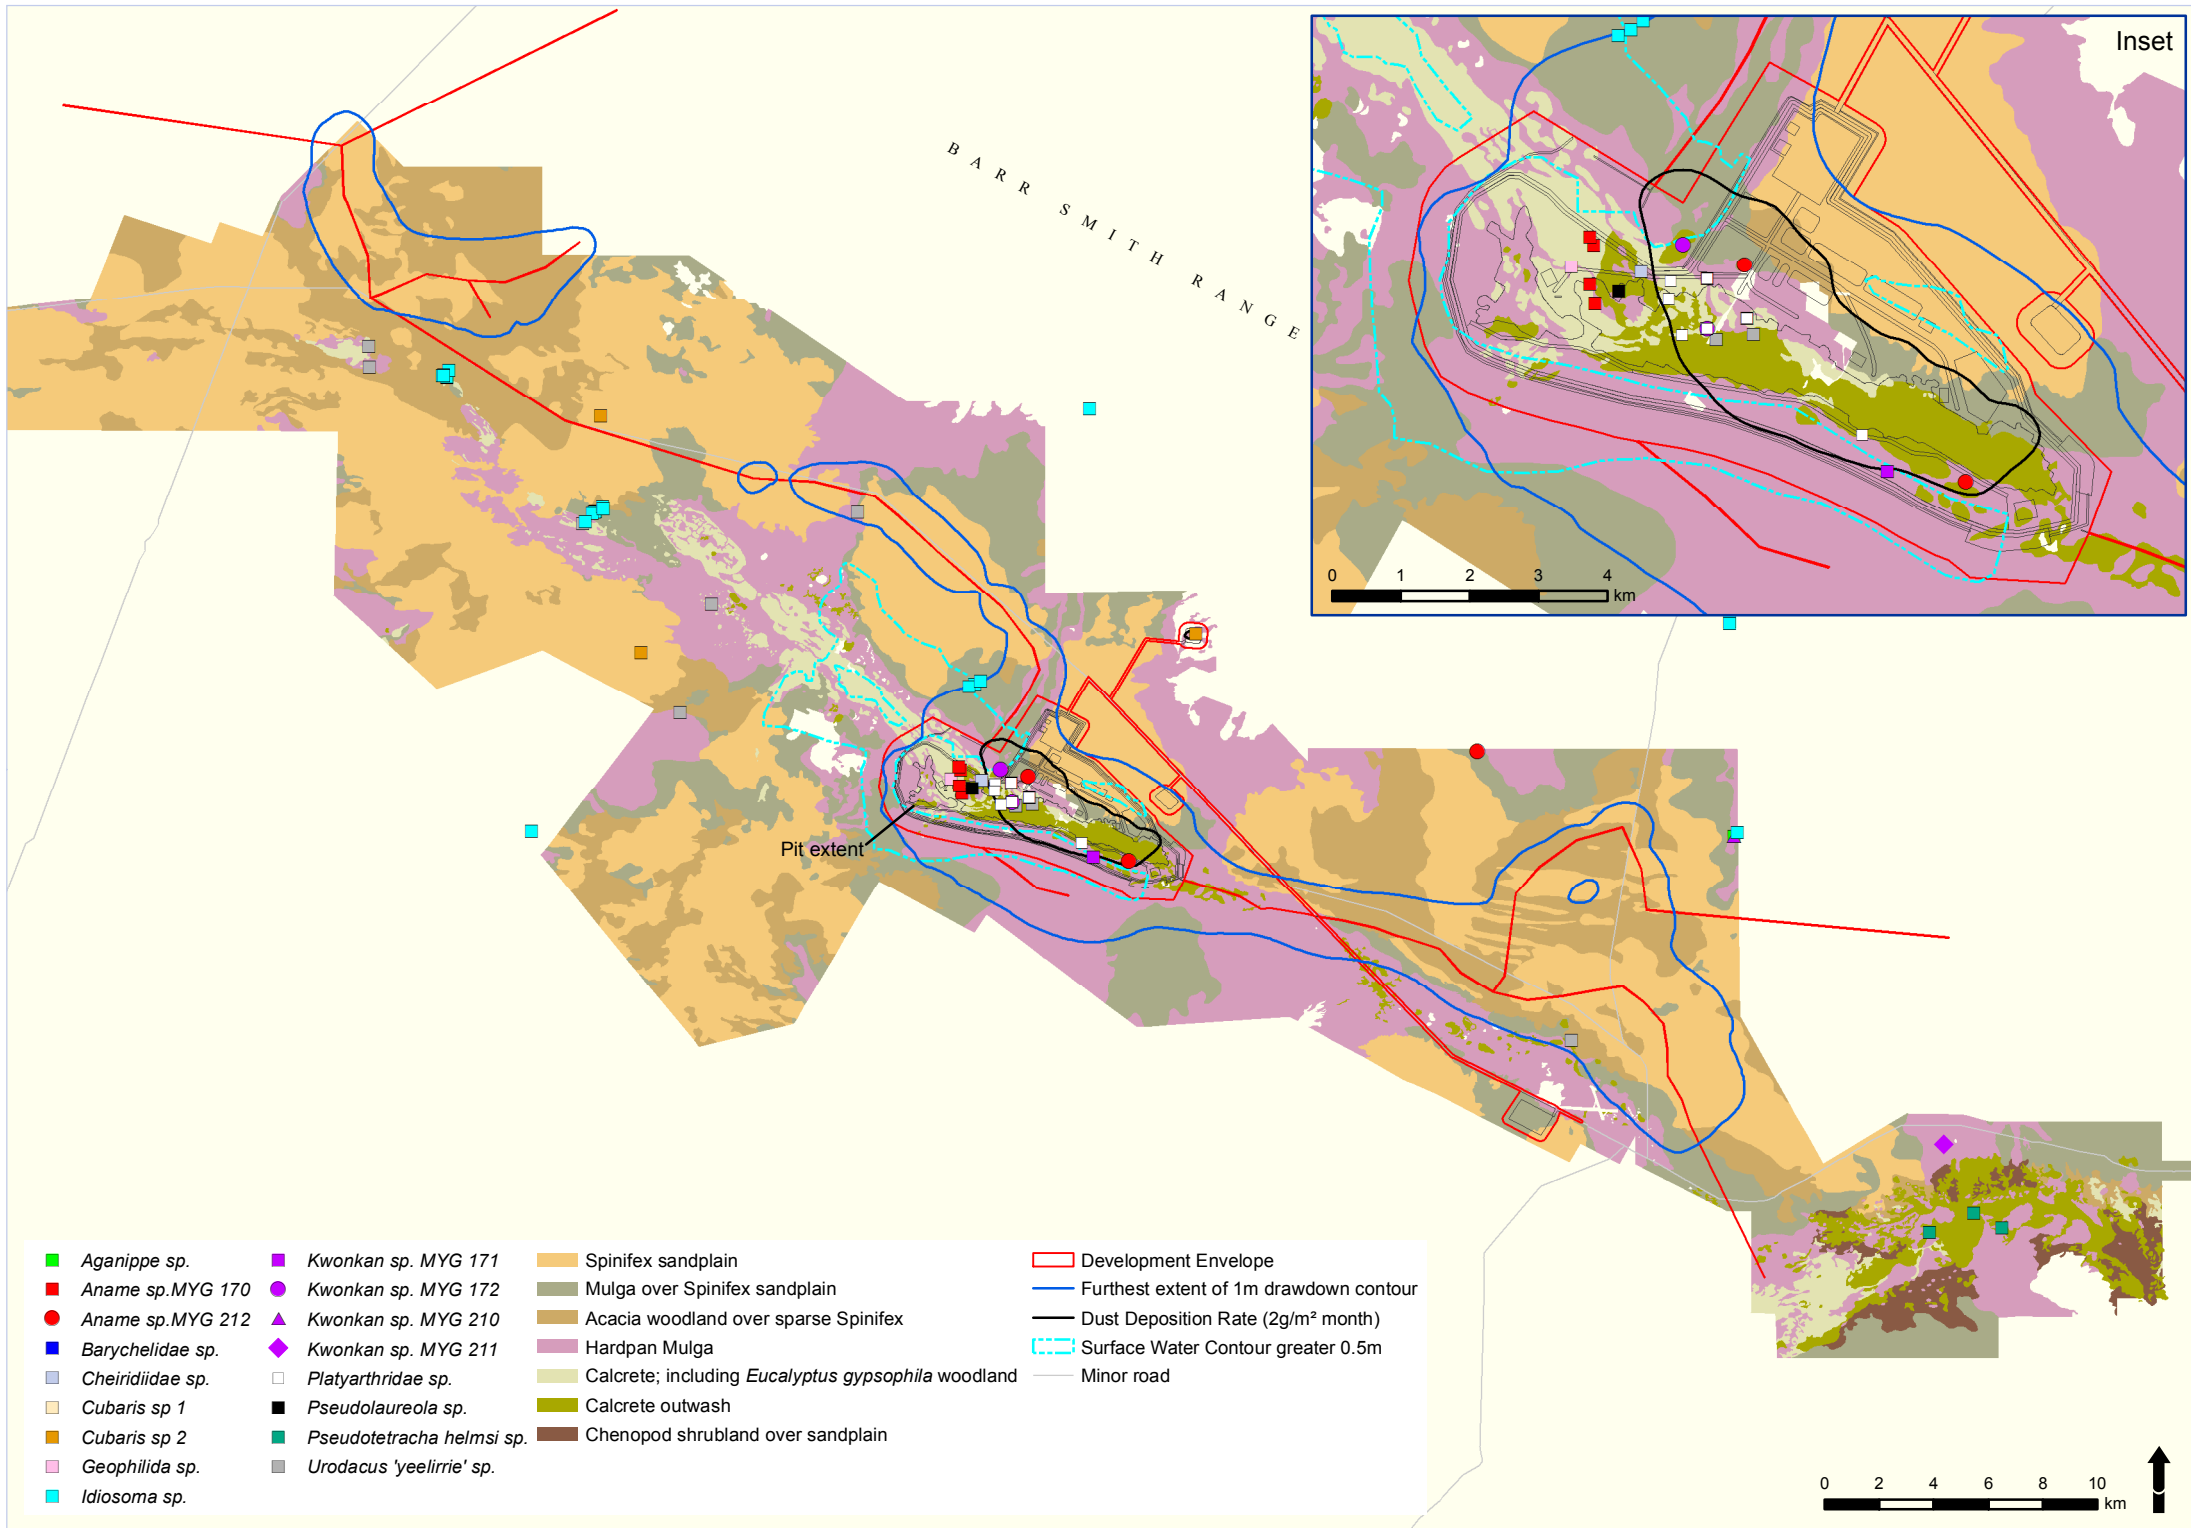 Inset
BARR SMITH RANGE
0 1 2 3 4
km
Pit extent
Aganippe sp.
Aname sp.MYG 170
Aname sp.MYG 212
Barychelidae sp.
Cheiridiidae sp.
Cubaris sp 1
Cubaris sp 2
Geophilida sp.
Idiosoma sp.
Kwonkan sp. MYG 171
Kwonkan sp. MYG 172
Kwonkan sp. MYG 210
Kwonkan sp. MYG 211
Platyarthridae sp.
Pseudolaureola sp.
Pseudotetracha helmsi sp.
Urodacus 'yeelirrie' sp.
Spinifex sandplain
Mulga over Spinifex sandplain
Acacia woodland over sparse Spinifex
Hardpan Mulga
Calcrete; including Eucalyptus gypsophila woodland
Calcrete outwash
Chenopod shrubland over sandplain
Development Envelope
Furthest extent of 1m drawdown contour
Dust Deposition Rate (2g/m² month)
Surface Water Contour greater 0.5m
Minor road
0 2 4 6 8 10
km